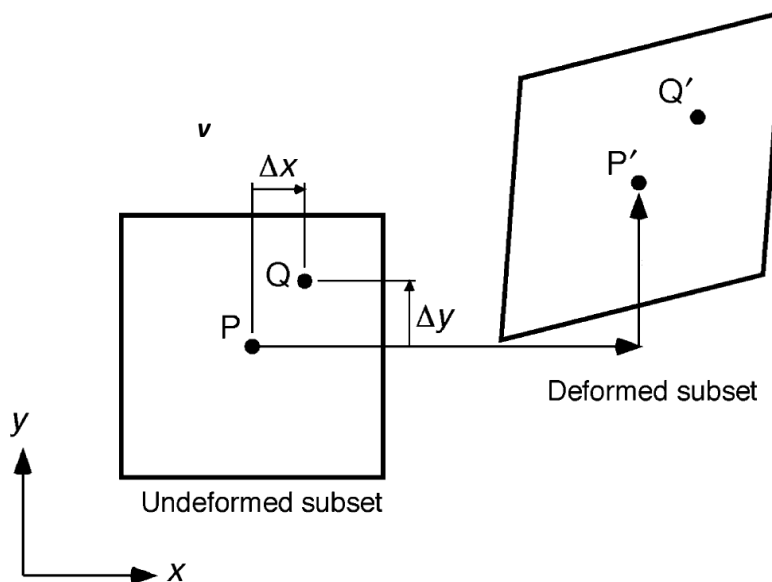 Q′
v
P′
Δx
Q
Δy
P
Deformed subset
y
Undeformed subset
x